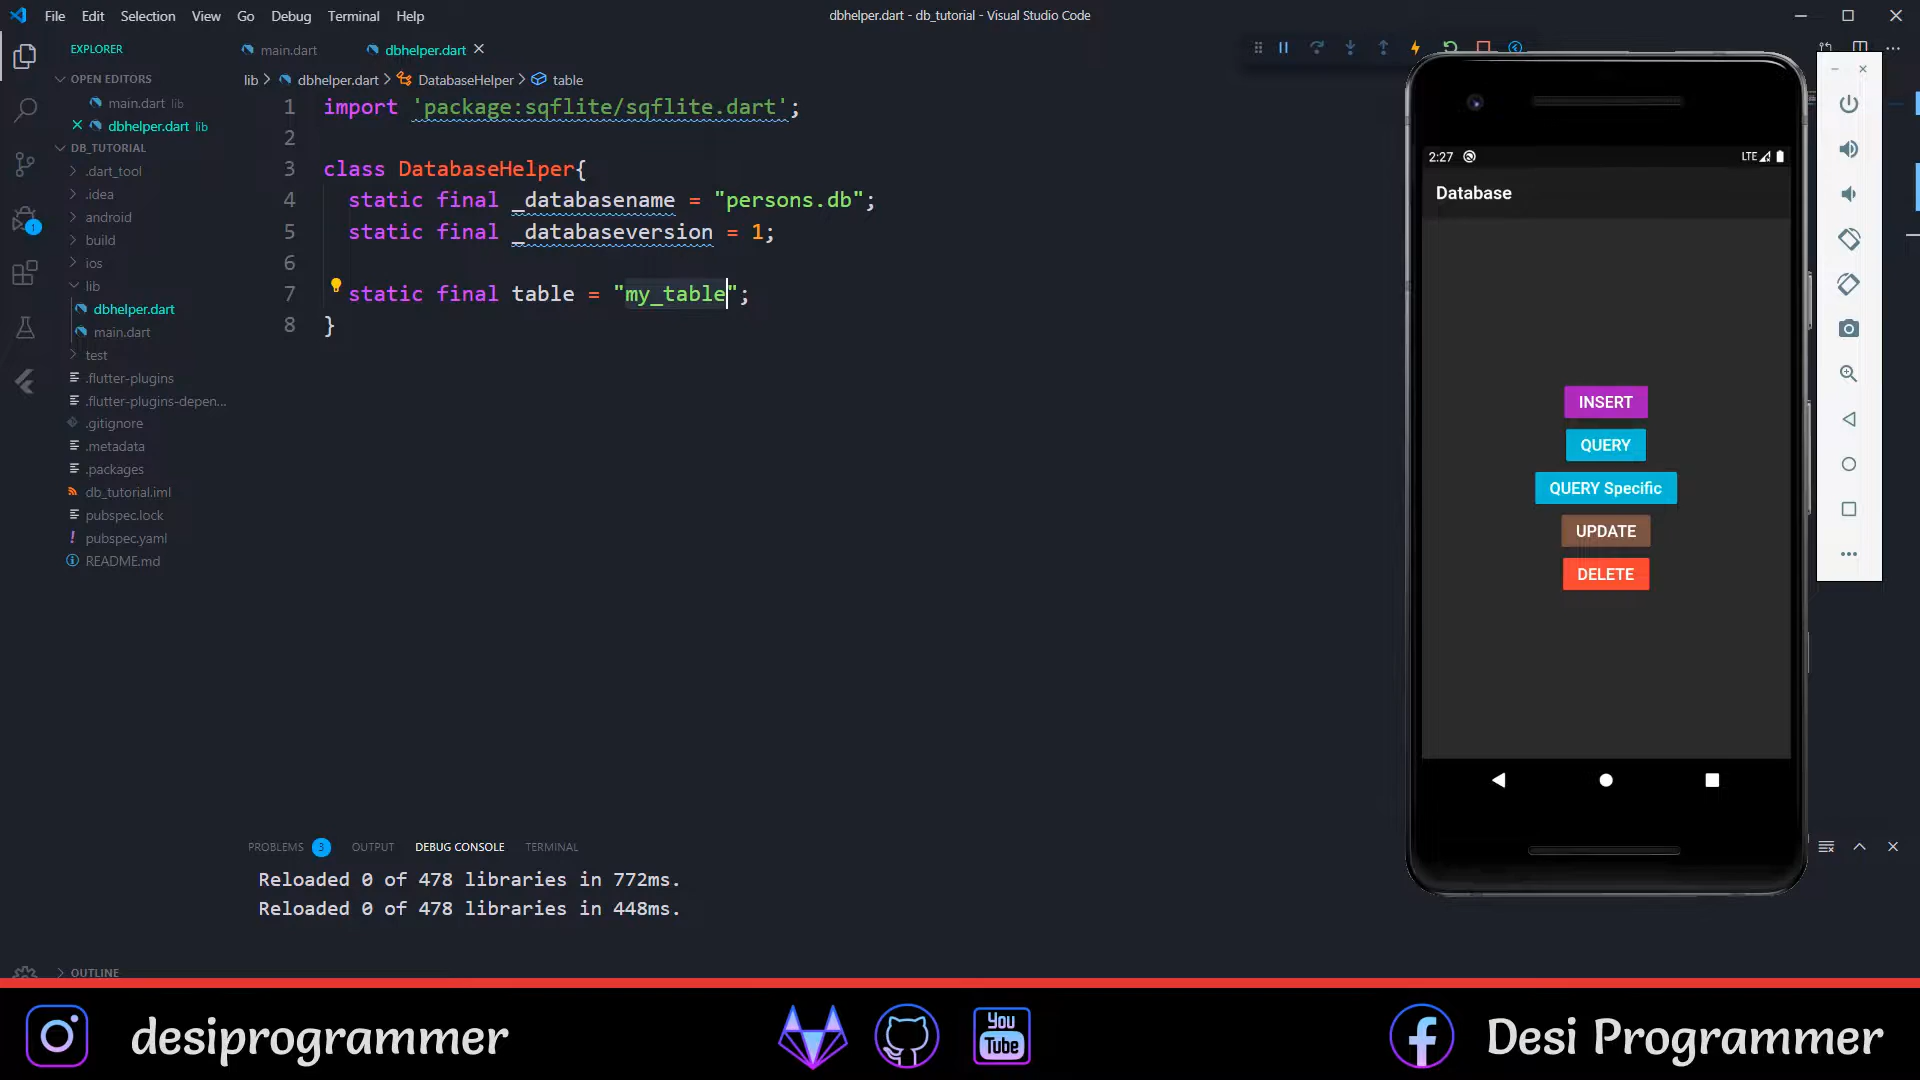 File Edit Selection View Go Debug Terminal Help
dbhelper.dart - db_tutorial - Visual Studio Code
EXPLORER
OPEN EDITORS
main.dart lib
dbhelper.dart lib
DB_TUTORIAL
.dart_tool
.idea
android
build
ios
lib
dbhelper.dart
main.dart
test
.flutter-plugins
.flutter-plugins-depen...
.gitignore
.metadata
.packages
db_tutorial.iml
pubspec.lock
pubspec.yaml
README.md
OUTLINE
1
main.dart dbhelper.dart
lib > dbhelper.dart > DatabaseHelper > table
1 import 'package:sqflite/sqflite.dart';
2
3 class DatabaseHelper{
4 static final _databasename = "persons.db";
5 static final _databaseversion = 1;
6
7 static final table = "my_table";
8 }
PROBLEMS 3 OUTPUT DEBUG CONSOLE TERMINAL
Reloaded 0 of 478 libraries in 772ms.
Reloaded 0 of 478 libraries in 448ms.
2:27 LTE
Database
INSERT
QUERY
QUERY Specific
UPDATE
DELETE
desiprogrammer
You
Tube
Desi Programmer